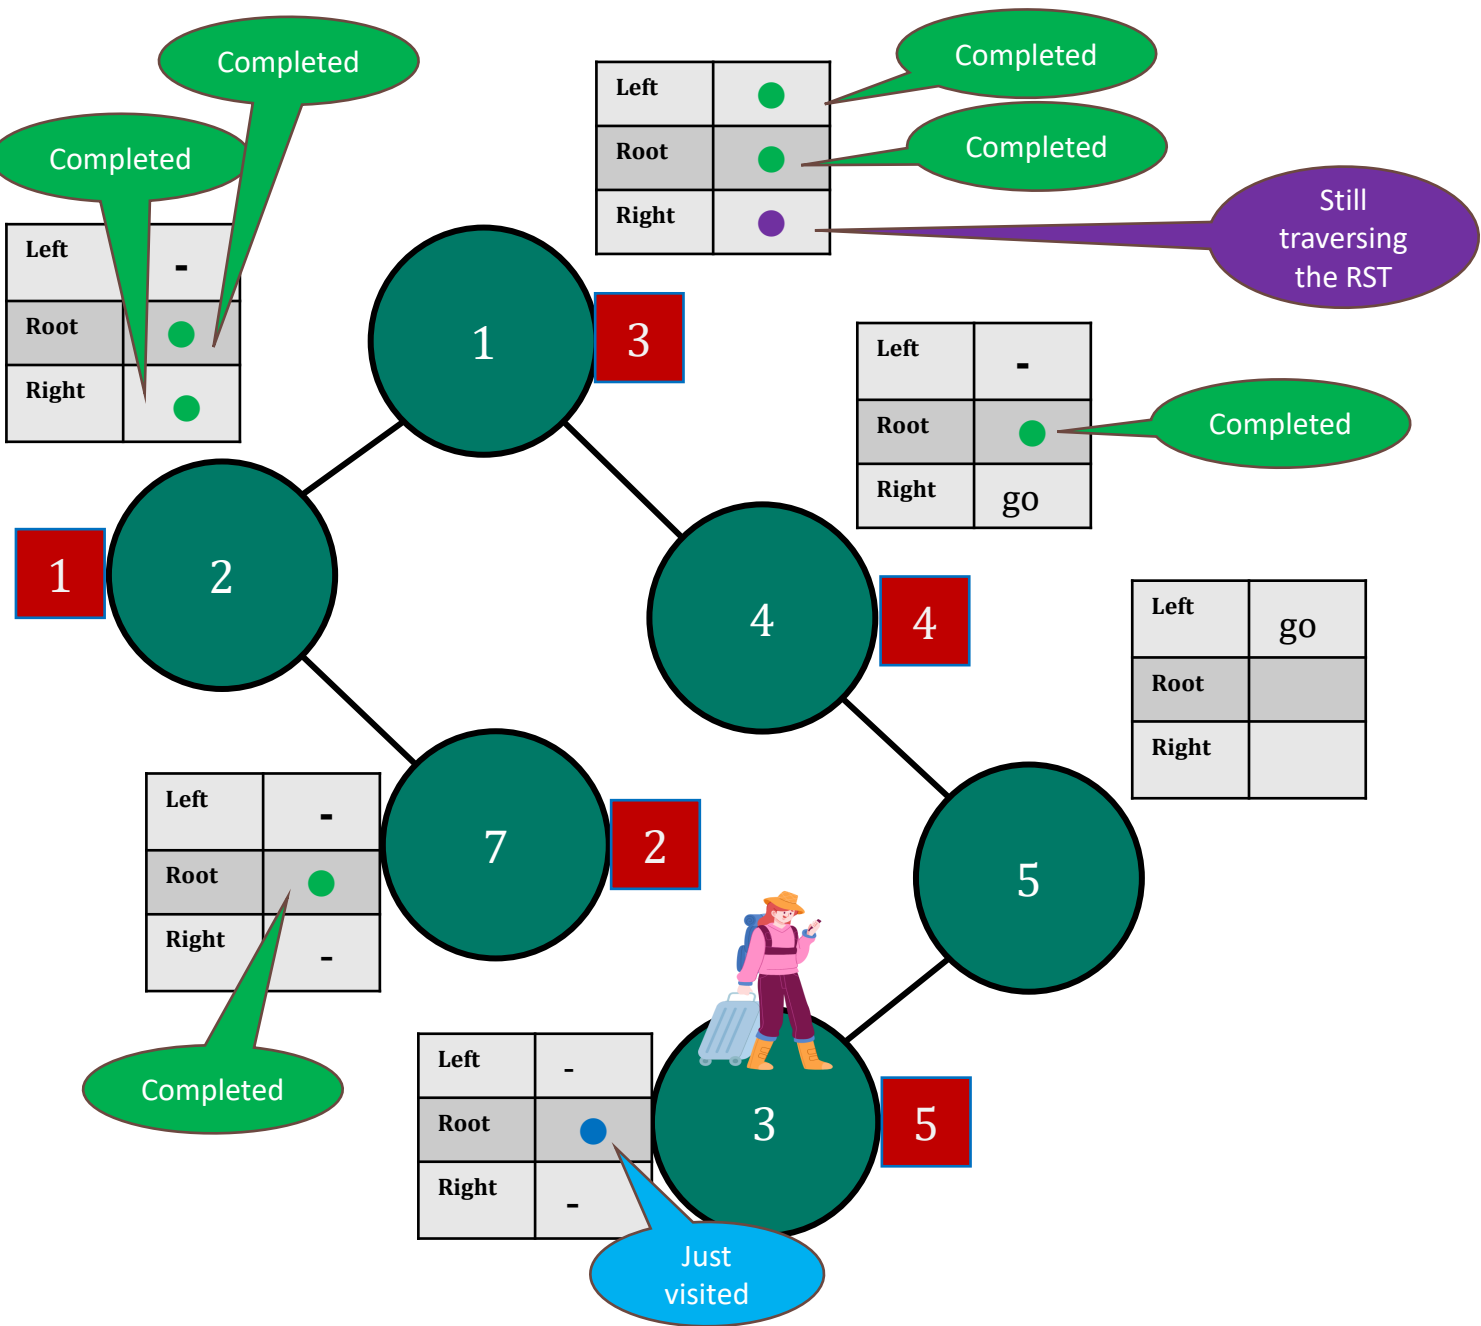 Completed
Completed
Left
Completed
Root
Completed
Right
Still
traversing
the RST
Left -
Root
Right
1
3
Left -
Root
Completed
Right go
1
2
4
4
Left go
Root
Right
Left -
Root
Right -
7
2
5
Completed
Left -
Root
Right -
3
5
Just
visited